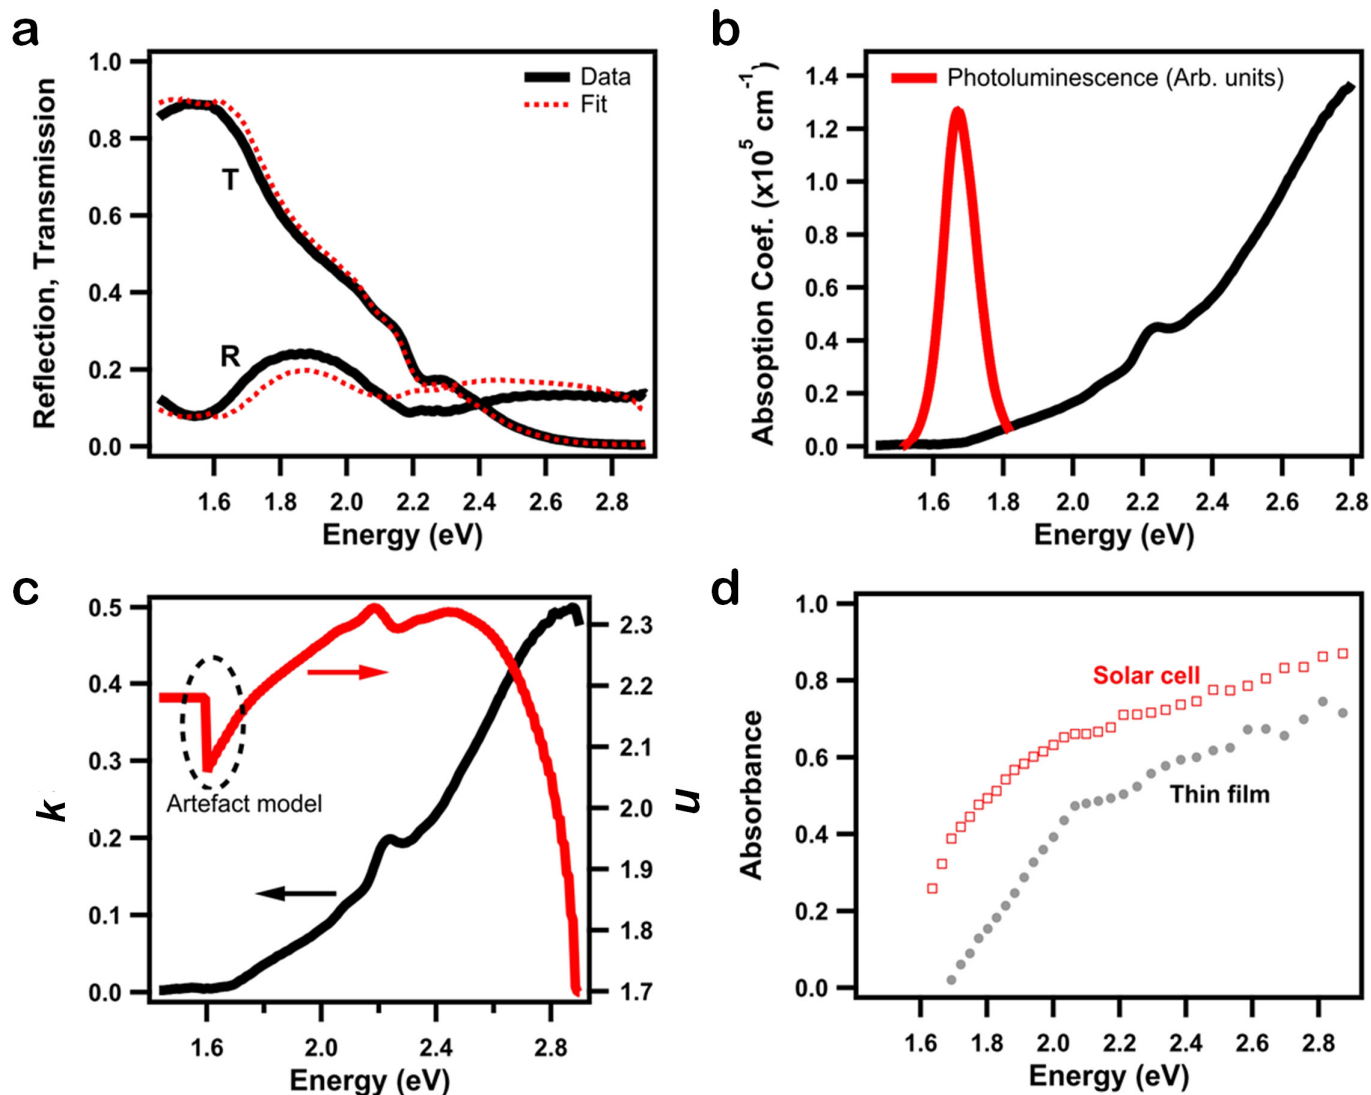 a
1.0
0.8
0.6
0.4
0.2
0.0
Reflection, Transmission
Data
Fit
T
R
1.6 1.8 2.0 2.2 2.4 2.6 2.8
Energy (eV)
b
1.4
1.2
1.0
0.8
0.6
0.4
0.2
0.0
Absoption Coef. (x10⁵ cm⁻¹)
Photoluminescence (Arb. units)
1.6 1.8 2.0 2.2 2.4 2.6 2.8
Energy (eV)
c
0.5
0.4
0.3
0.2
0.1
0.0
k
Artefact model
2.3
2.2
2.1
2.0
1.9
1.8
1.7
n
1.6 2.0 2.4 2.8
Energy (eV)
d
1.0
0.8
0.6
0.4
0.2
0.0
Absorbance
Solar cell
Thin film
1.6 1.8 2.0 2.2 2.4 2.6 2.8
Energy (eV)